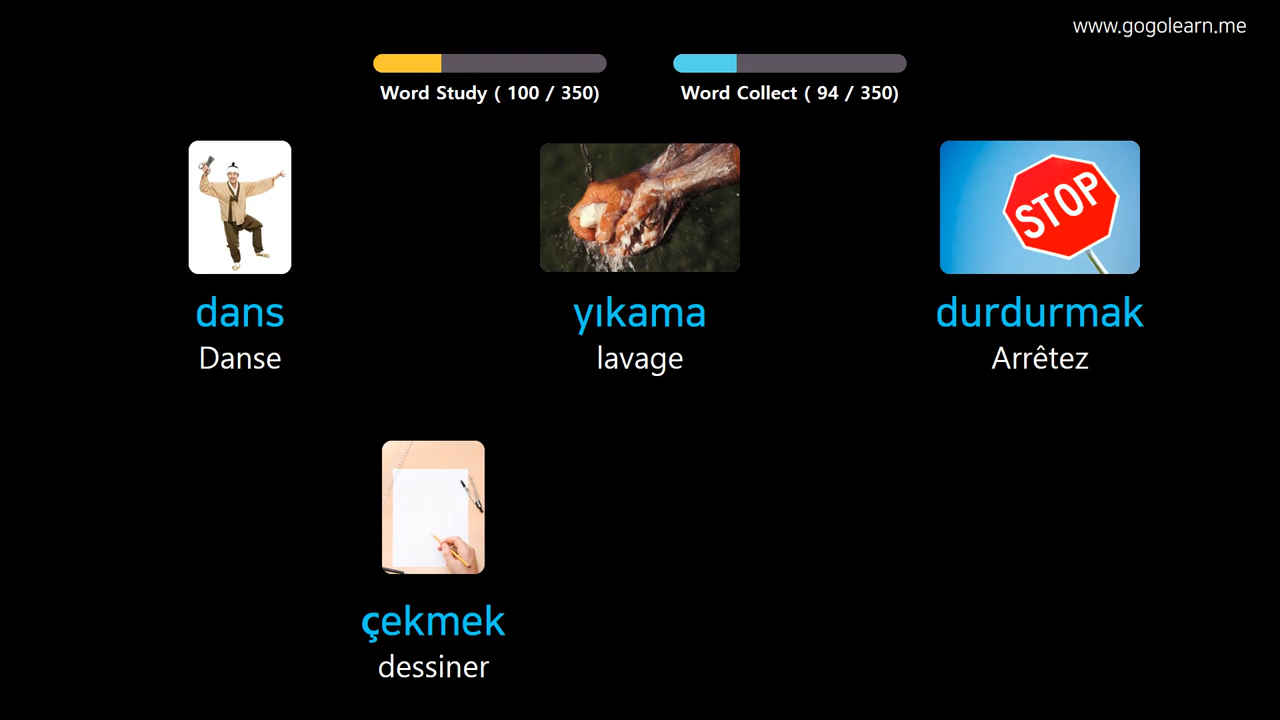 www.gogolearn.me
Word Study ( 100 / 350)
Word Collect ( 94 / 350)
STOP
dans
yıkama
durdurmak
Danse
lavage
Arrêtez
çekmek
dessiner